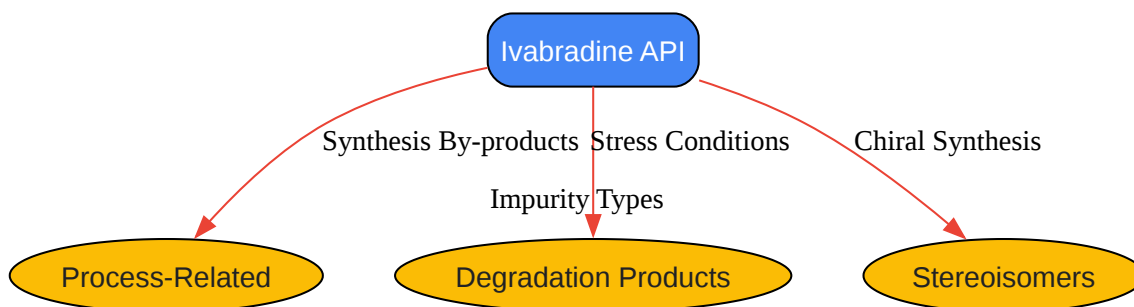 Ivabradine API
Synthesis By-products
Stress Conditions
Chiral Synthesis
Impurity Types
Process-Related
Degradation Products
Stereoisomers